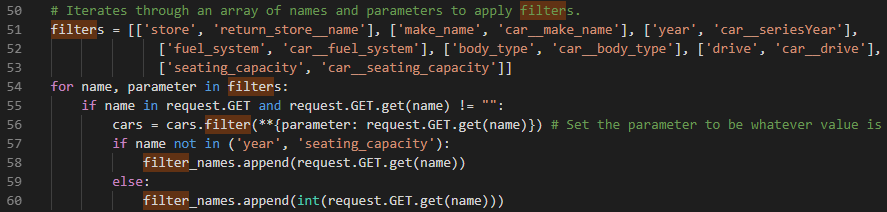 50 # Iterates through an array of names and parameters to apply filters.
51 filters = [['store', 'return_store__name'], ['make_name', 'car__make_name'], ['year', 'car__seriesYear'],
52 ['fuel_system', 'car__fuel_system'], ['body_type', 'car__body_type'], ['drive', 'car__drive'],
53 ['seating_capacity', 'car__seating_capacity']]
54 for name, parameter in filters:
55 if name in request.GET and request.GET.get(name) != "":
56 cars = cars.filter(**{parameter: request.GET.get(name)}) # Set the parameter to be whatever value is
57 if name not in ('year', 'seating_capacity'):
58 filter_names.append(request.GET.get(name))
59 else:
60 filter_names.append(int(request.GET.get(name)))